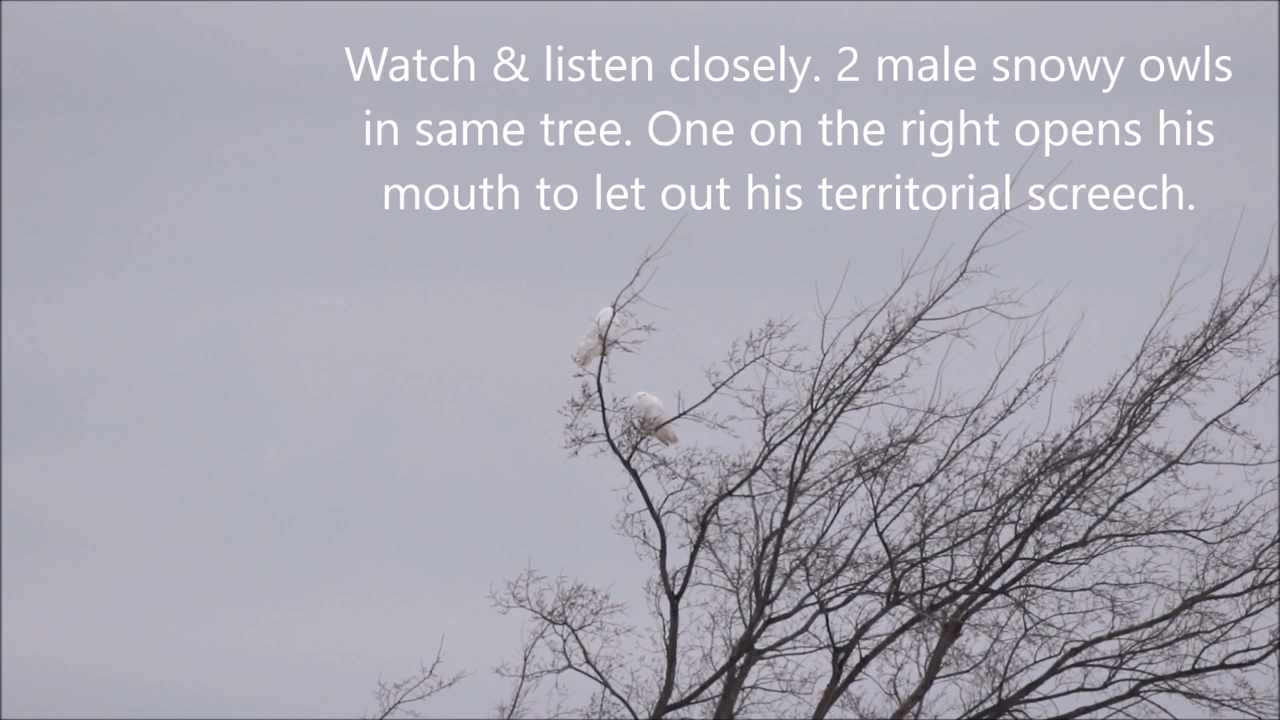 Watch & listen closely. 2 male snowy owls
in same tree. One on the right opens his
mouth to let out his territorial screech.